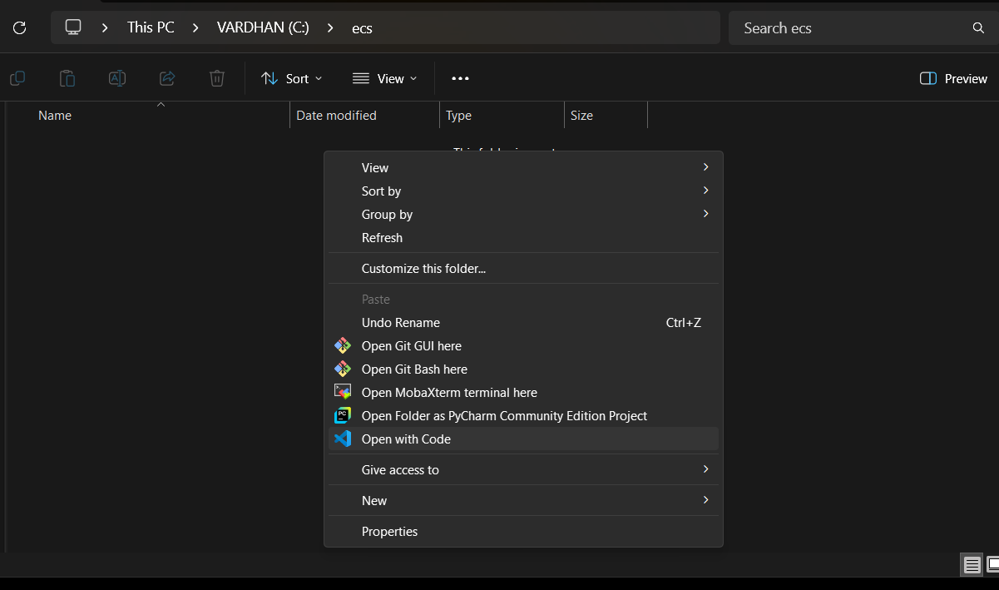 This PC > VARDHAN (C:) > ecs
Search ecs
Sort
View
Preview
Name
Date modified
Type
Size
View
Sort by
Group by
Refresh
Customize this folder...
Paste
Undo Rename Ctrl+Z
Open Git GUI here
Open Git Bash here
Open MobaXterm terminal here
PC
Open Folder as PyCharm Community Edition Project
Open with Code
Give access to
New
Properties